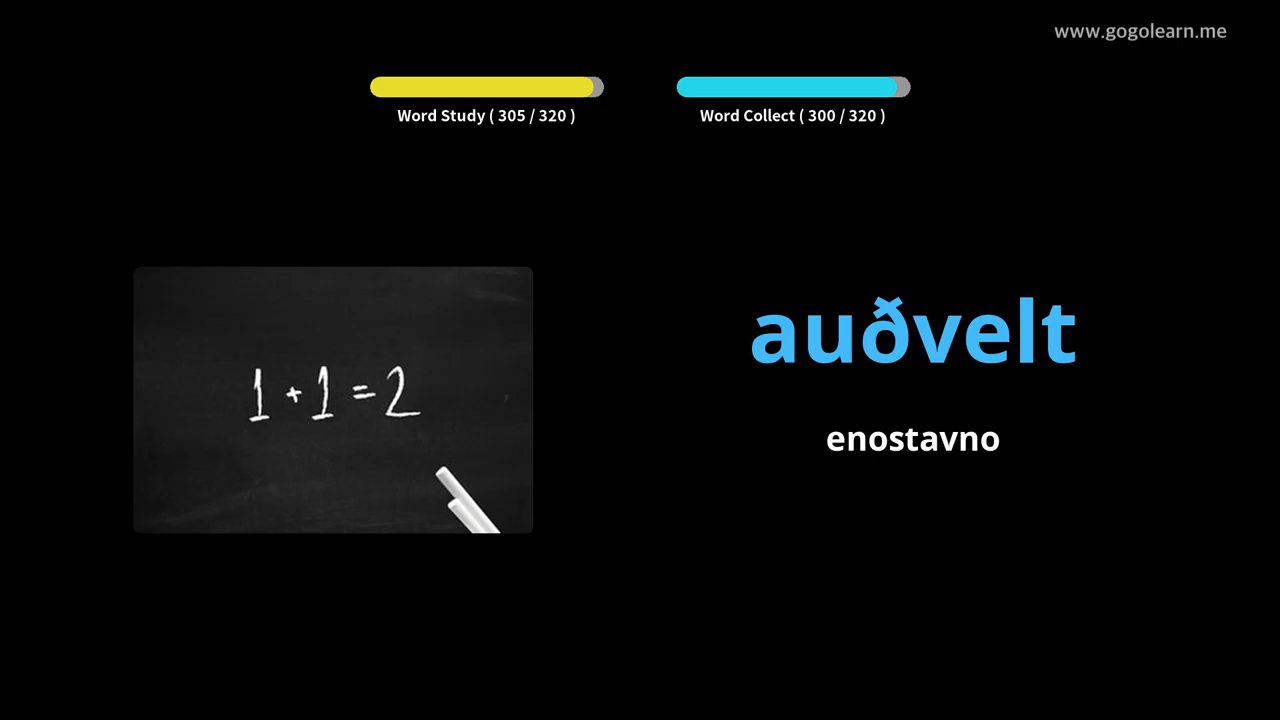 www.gogolearn.me
Word Study ( 305 / 320 )
Word Collect ( 300 / 320 )
1 + 1 = 2
auðvelt
enostavno